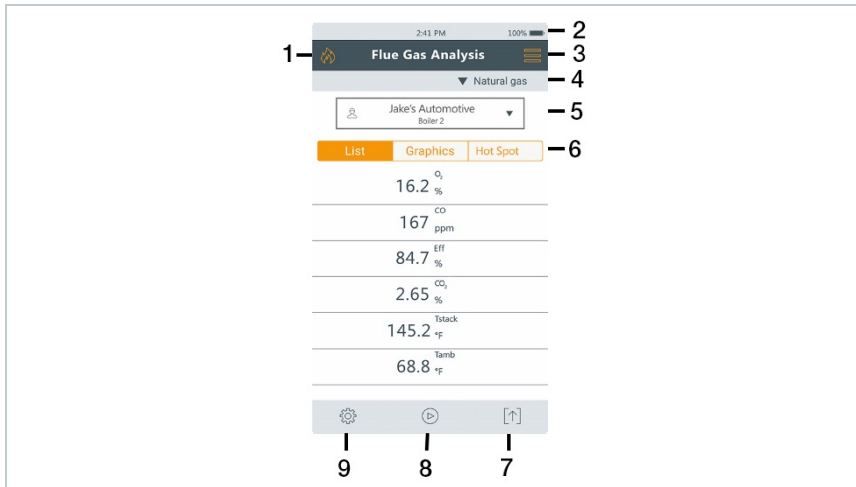 2:41 PM 100% 2
1 Flue Gas Analysis 3
Natural gas 4
Jake's Automotive 5
Boiler 2
List Graphics Hot Spot 6
16.2 O₂ %
167 CO ppm
84.7 Eff %
2.65 CO₂ %
145.2 Tstack °F
68.8 Tamb °F
9 8 7